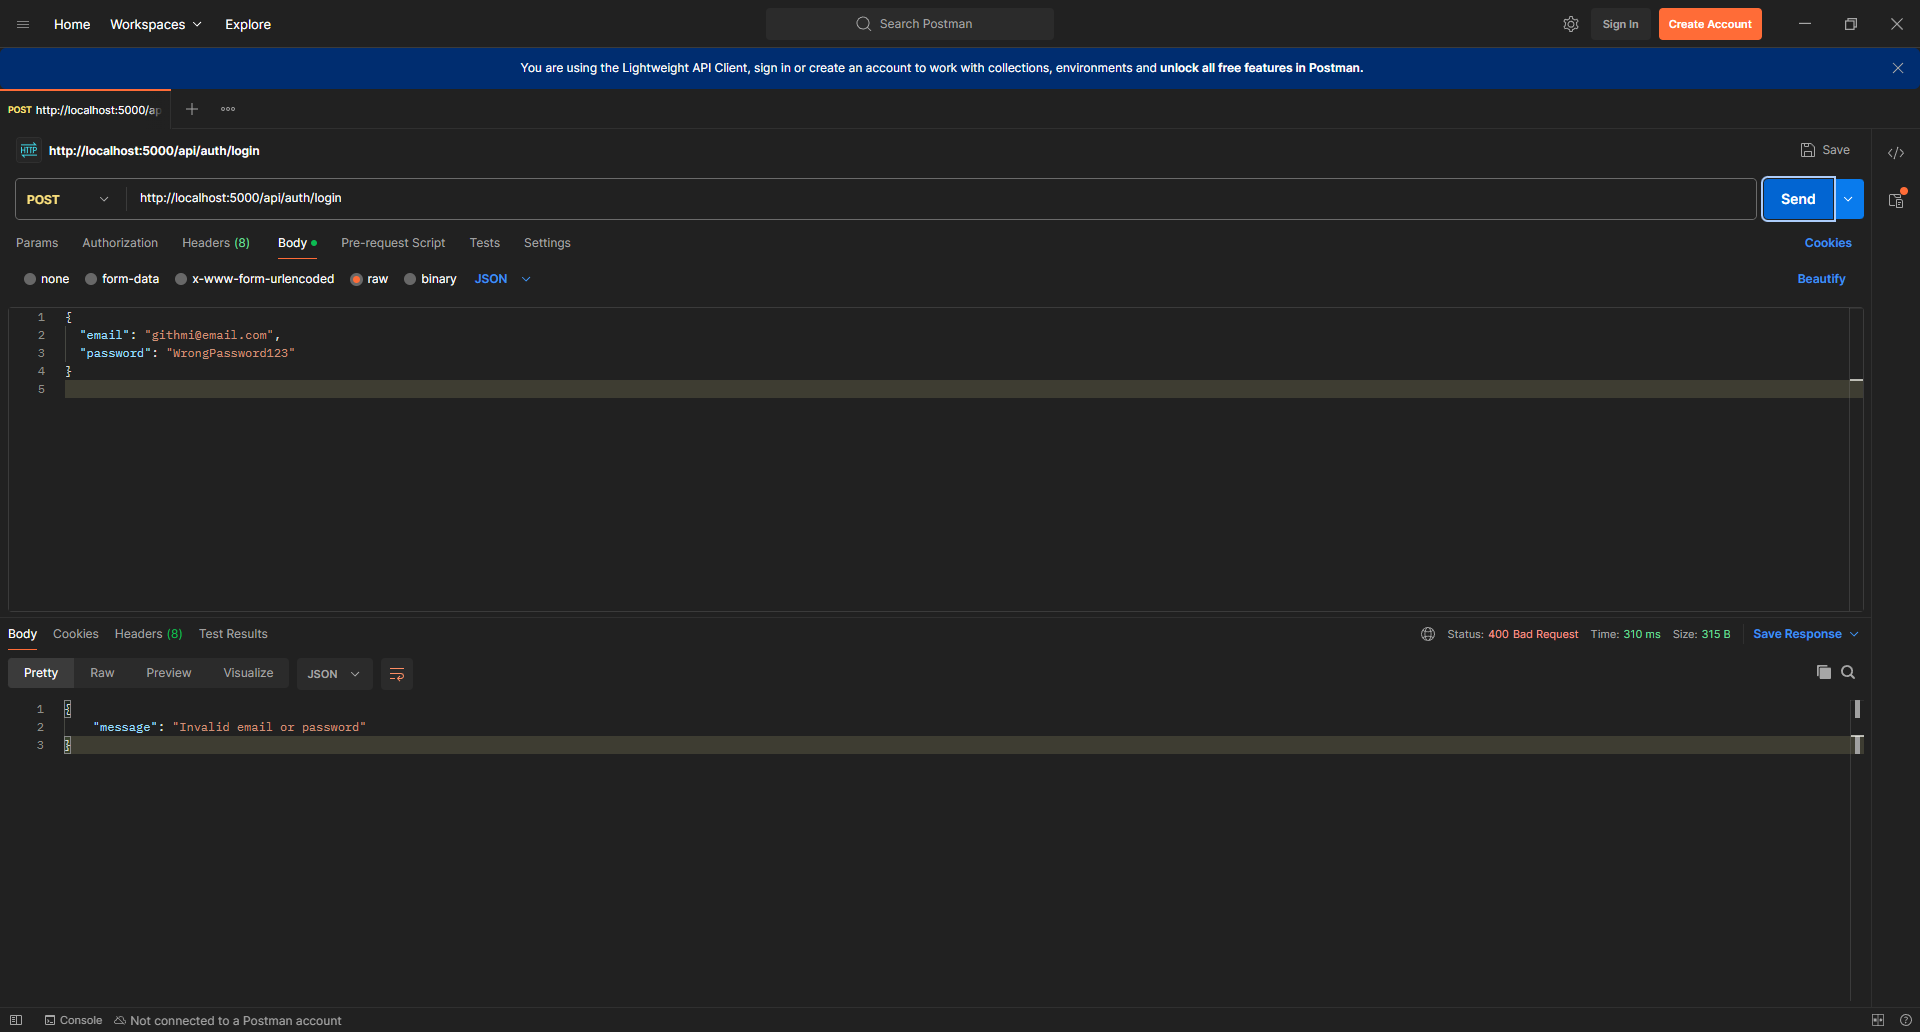 Home Workspaces Explore Search Postman Sign In Create Account
You are using the Lightweight API Client, sign in or create an account to work with collections, environments and unlock all free features in Postman.
POST http://localhost:5000/ap
HTTP http://localhost:5000/api/auth/login Save
POST http://localhost:5000/api/auth/login Send
Params Authorization Headers (8) Body Pre-request Script Tests Settings Cookies
none form-data x-www-form-urlencoded raw binary JSON Beautify
1 {
2 "email": "githmi@email.com",
3 "password": "WrongPassword123"
4 }
5
Body Cookies Headers (8) Test Results Status: 400 Bad Request Time: 310 ms Size: 315 B Save Response
Pretty Raw Preview Visualize JSON
1 {
2 "message": "Invalid email or password"
3 }
Console Not connected to a Postman account